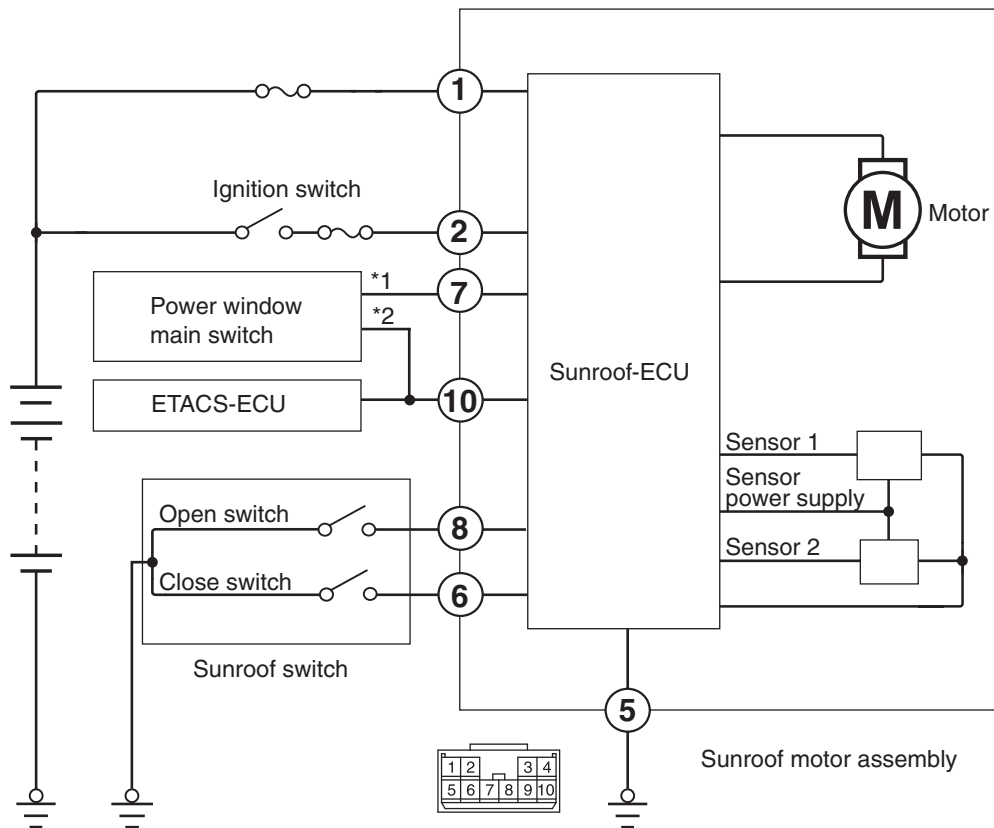 1
Ignition switch
2
Motor
M
*1
7
Power window
main switch
*2
Sunroof-ECU
ETACS-ECU
10
Sensor 1
Sensor
power supply
Open switch
8
Sensor 2
Close switch
6
Sunroof switch
5
Sunroof motor assembly
1 2 3 4
5 6 7 8 9 10